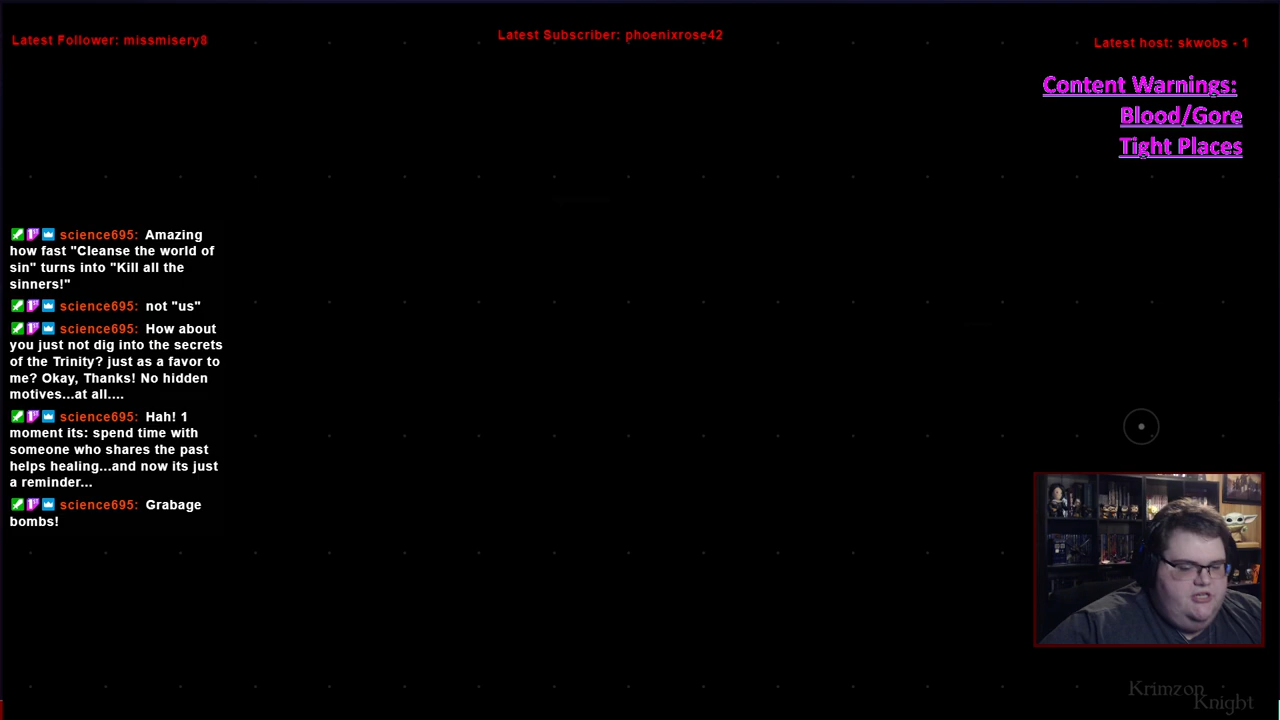 Latest Follower: missmisery8
Latest Subscriber: phoenixrose42
Latest host: skwobs - 1
Content Warnings:
Blood/Gore
Tight Places
science695: Amazing
how fast "Cleanse the world of
sin" turns into "Kill all the
sinners!"
science695: not "us"
science695: How about
you just not dig into the secrets
of the Trinity? just as a favor to
me? Okay, Thanks! No hidden
motives...at all....
science695: Hah! 1
moment its: spend time with
someone who shares the past
helps healing...and now its just
a reminder...
science695: Grabage
bombs!
Krimzon
Knight